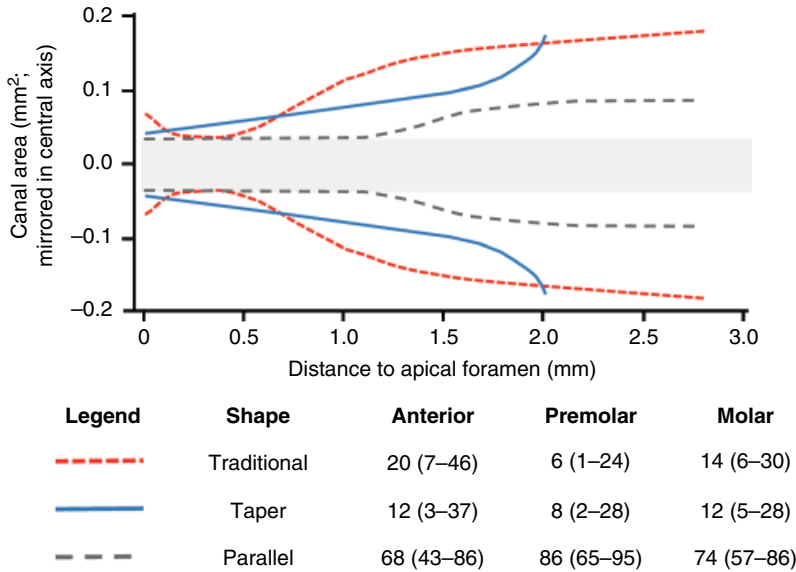 Canal area (mm²;
mirrored in central axis)
0.2
0.1
0.0
–0.1
–0.2
0 0.5 1.0 1.5 2.0 2.5 3.0
Distance to apical foramen (mm)
Legend Shape Anterior Premolar Molar
Traditional 20 (7–46) 6 (1–24) 14 (6–30)
Taper 12 (3–37) 8 (2–28) 12 (5–28)
Parallel 68 (43–86) 86 (65–95) 74 (57–86)